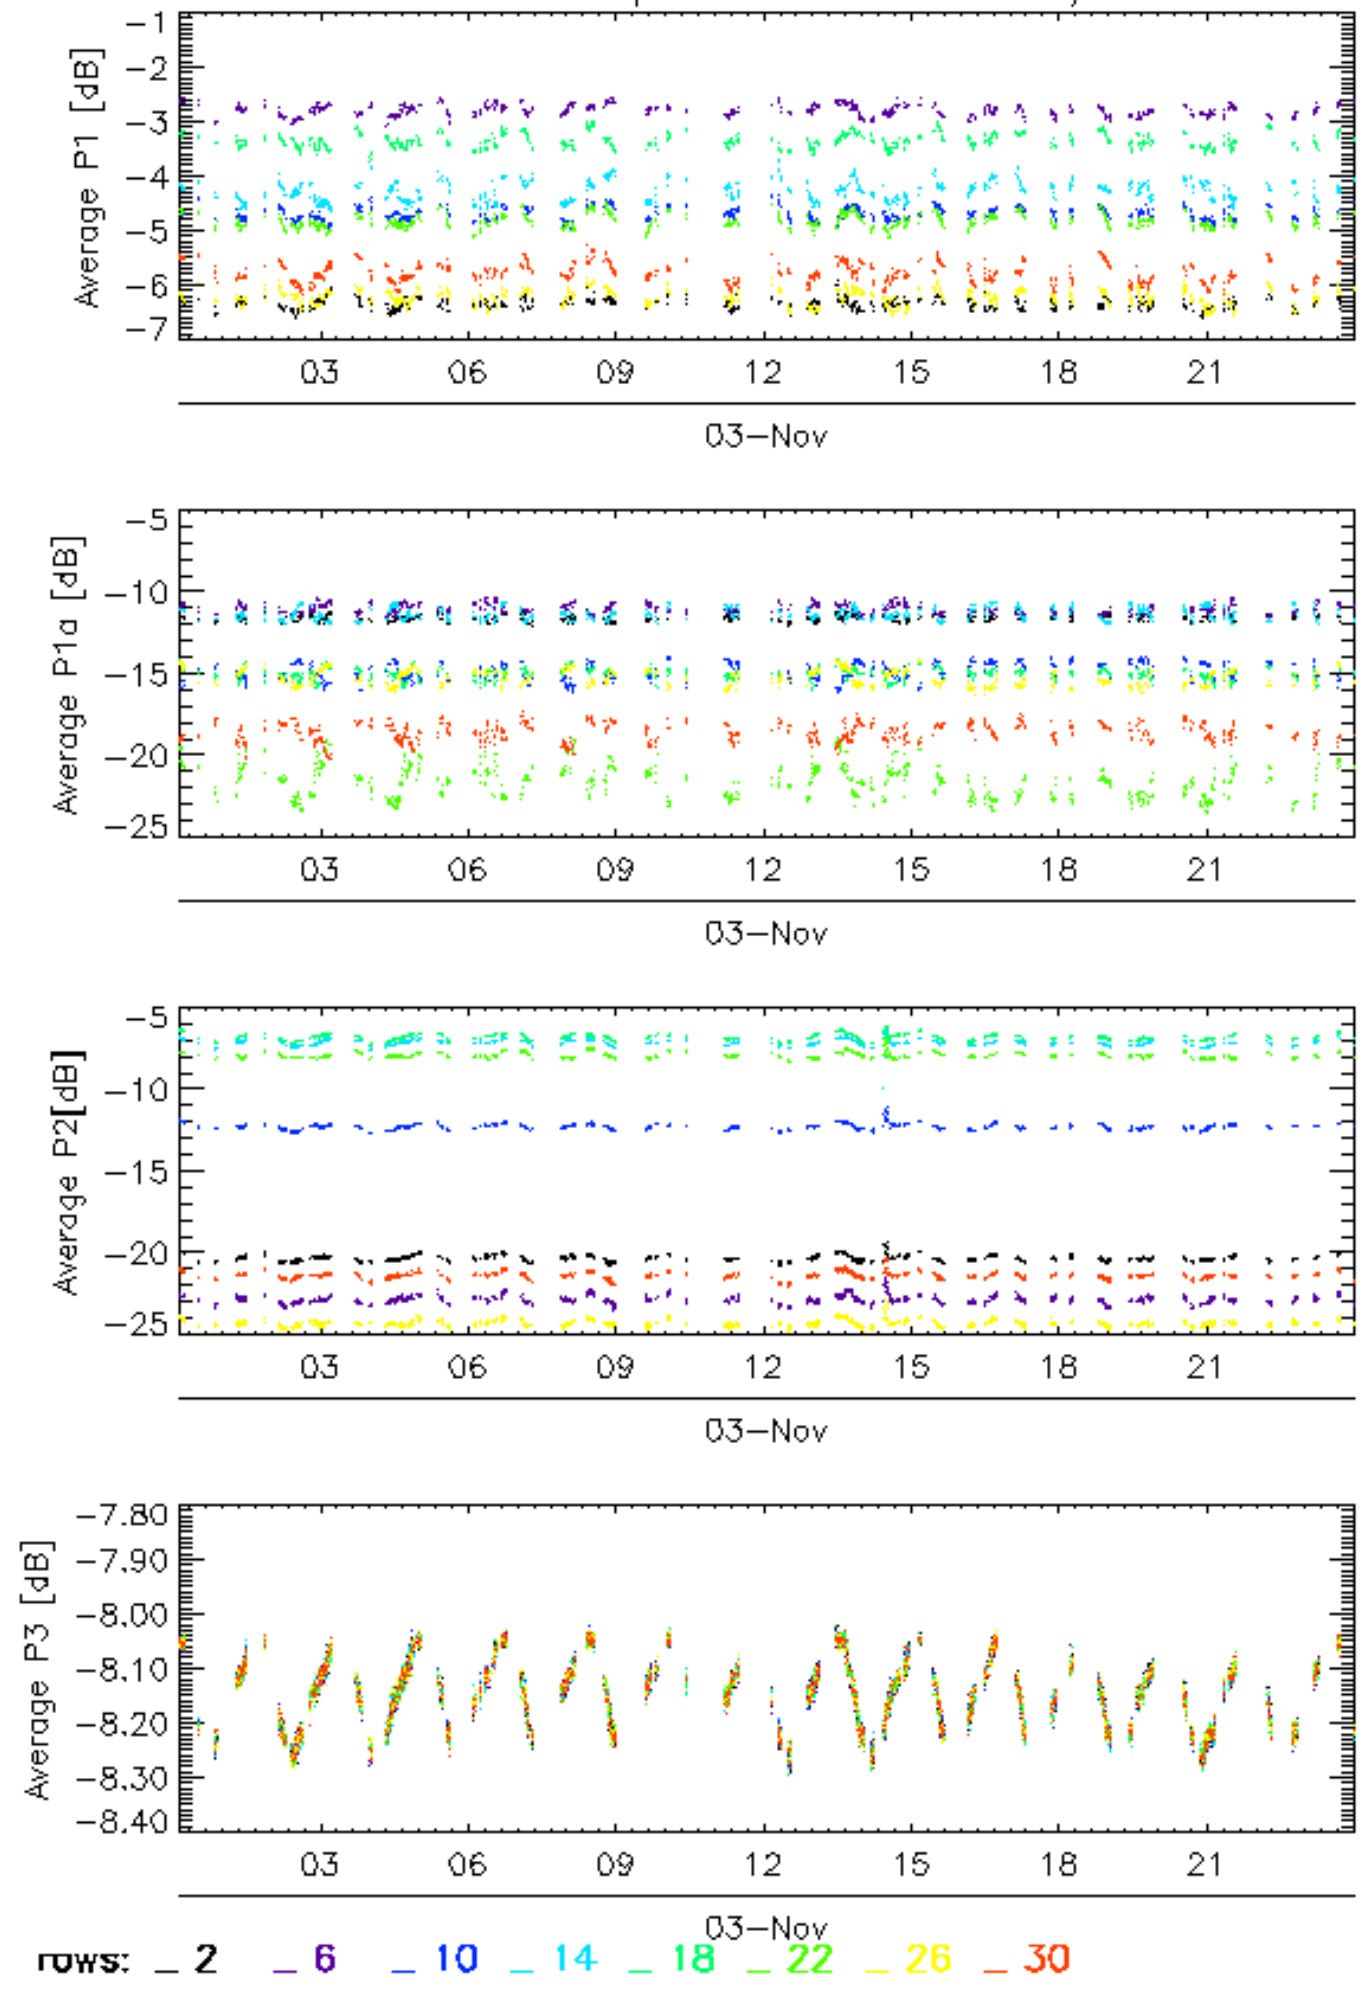 Average P1 [dB]
-1
-2
-3
-4
-5
-6
-7
03 06 09 12 15 18 21
03-Nov
Average P1a [dB]
-5
-10
-15
-20
-25
03 06 09 12 15 18 21
03-Nov
Average P2[dB]
-5
-10
-15
-20
-25
03 06 09 12 15 18 21
03-Nov
Average P3 [dB]
-7.80
-7.90
-8.00
-8.10
-8.20
-8.30
-8.40
03 06 09 12 15 18 21
03-Nov
rows: _ 2 _ 6 _ 10 _ 14 _ 18 _ 22 _ 26 _ 30